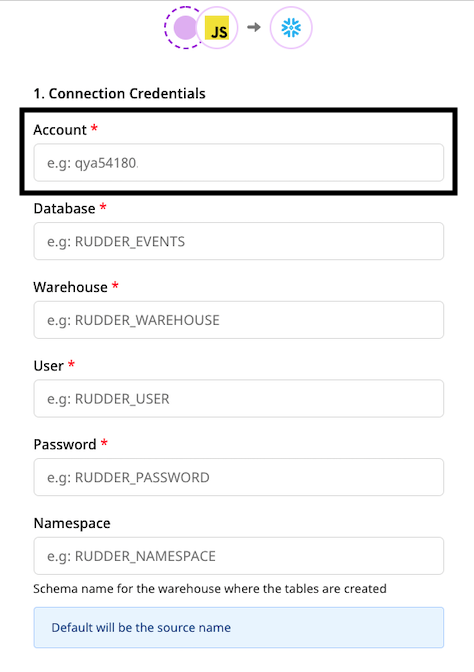 JS
1. Connection Credentials
Account *
e.g: qya54180.
Database *
e.g: RUDDER_EVENTS
Warehouse *
e.g: RUDDER_WAREHOUSE
User *
e.g: RUDDER_USER
Password *
e.g: RUDDER_PASSWORD
Namespace
e.g: RUDDER_NAMESPACE
Schema name for the warehouse where the tables are created
Default will be the source name